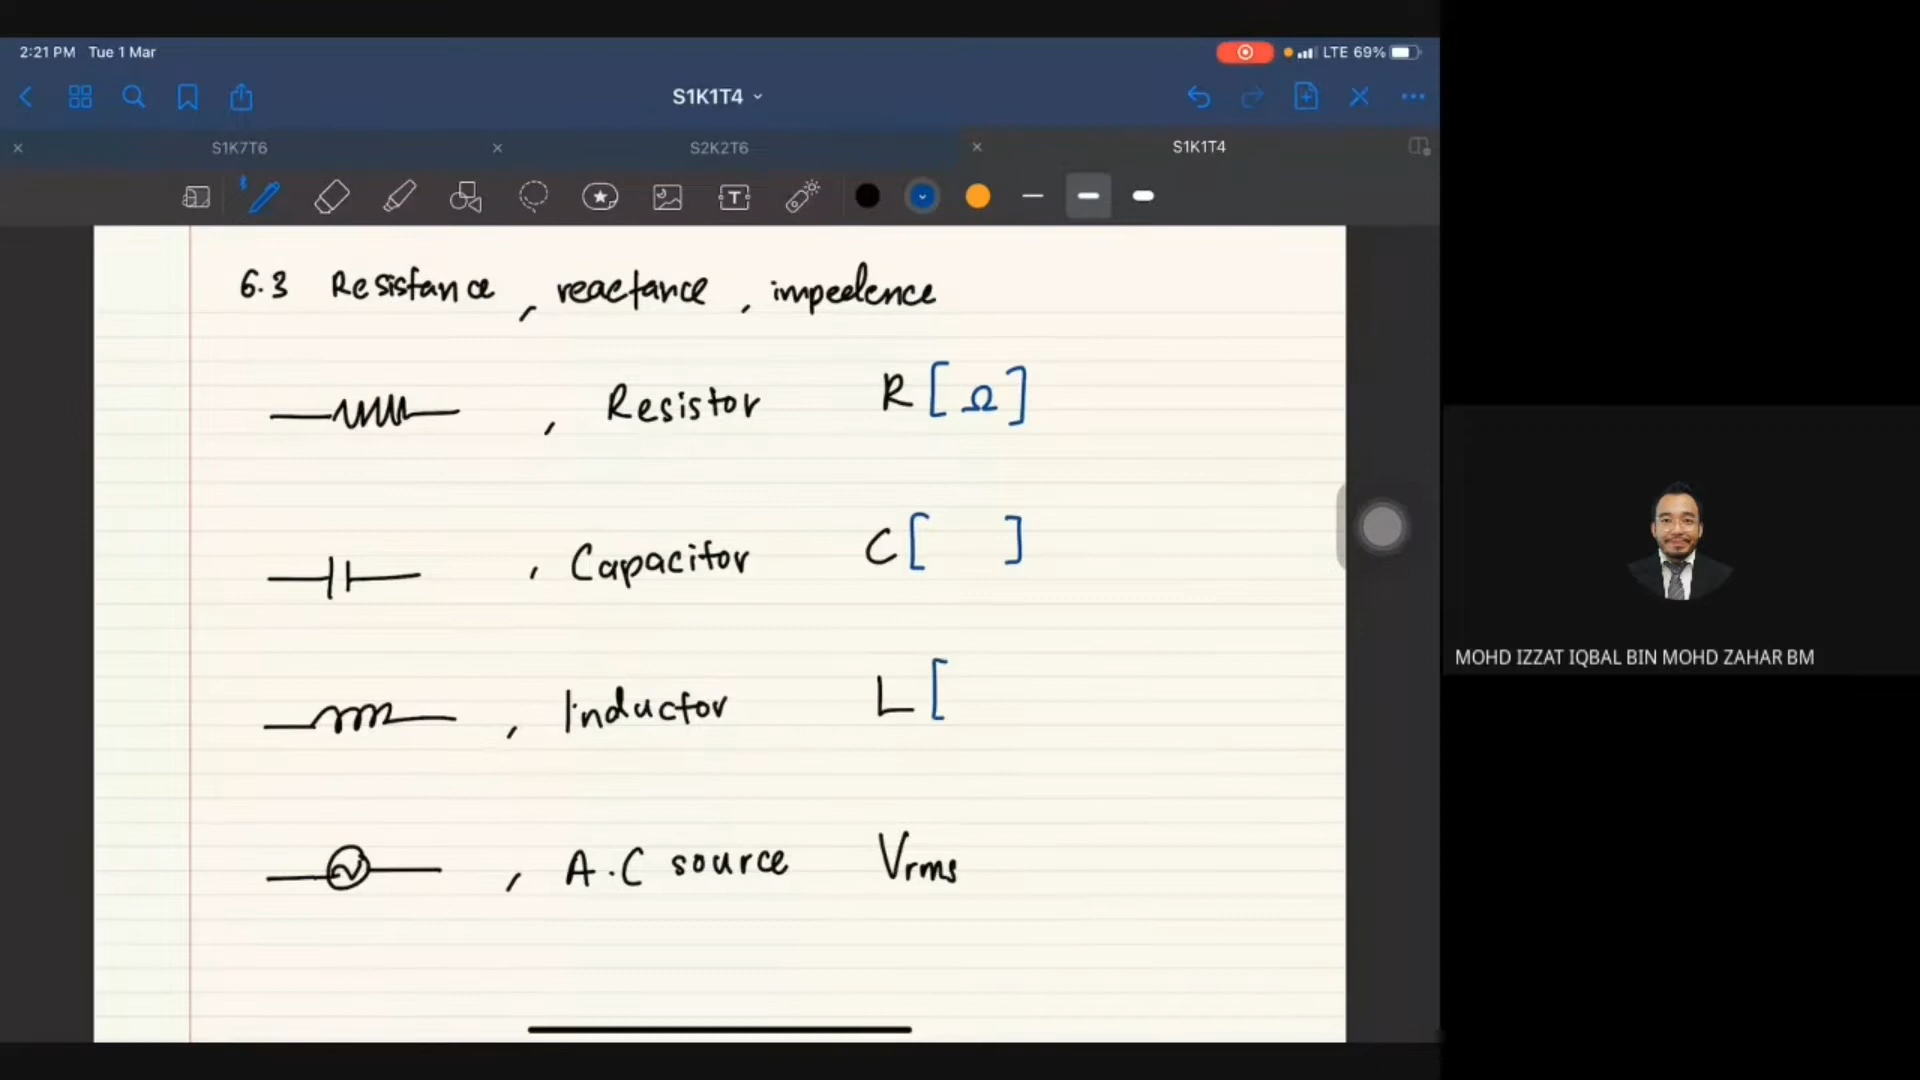 2:21 PM Tue 1 Mar
LTE 69%
S1K1T4
S1K7T6
S2K2T6
S1K1T4
T
6.3 Resistance, reactance, impedence
, Resistor R [Ω]
, Capacitor C [ ]
, Inductor L [
, A.C source Vrms
MOHD IZZAT IQBAL BIN MOHD ZAHAR BM